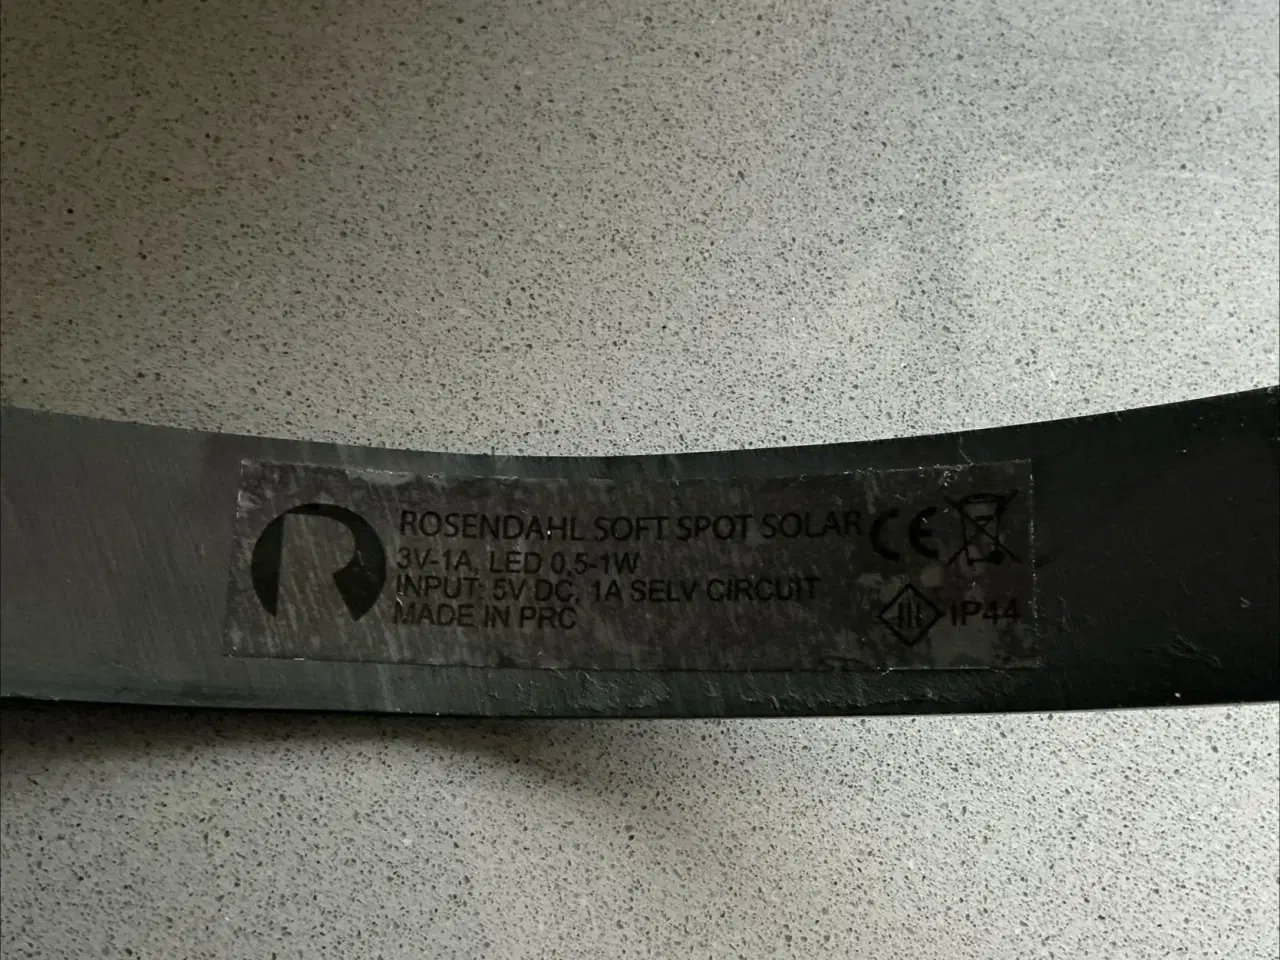 R
ROSENDAHL SOFT SPOT SOLAR CE
3V-1A, LED 0.5-1W
INPUT: 5V DC, 1A SELV CIRCUIT
MADE IN PRC
III IP44